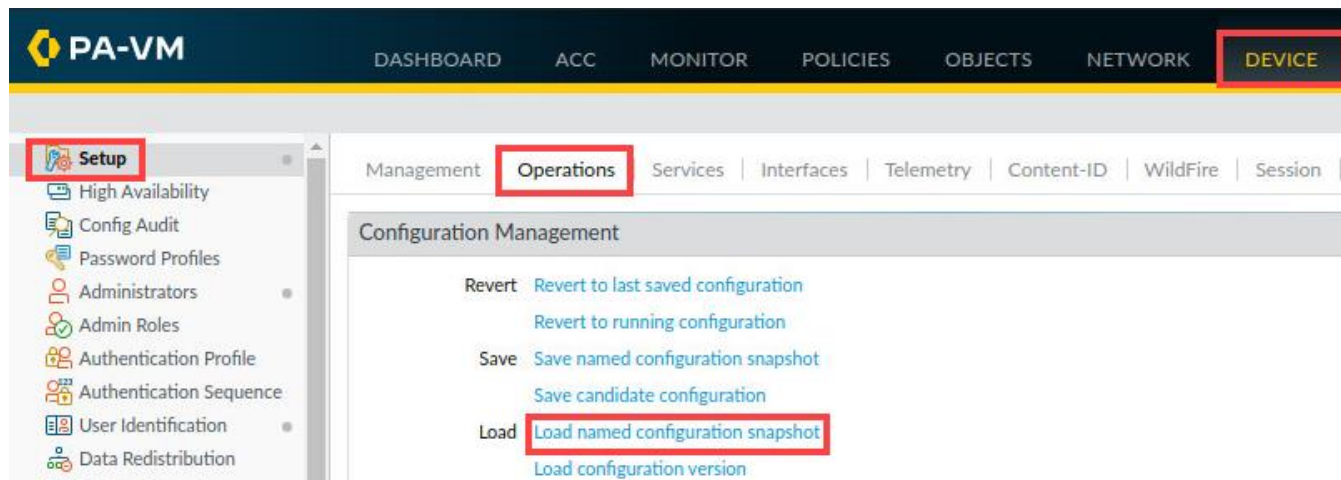 PA-VM
DASHBOARD ACC MONITOR POLICIES OBJECTS NETWORK DEVICE
Setup
High Availability
Config Audit
Password Profiles
Administrators
Admin Roles
Authentication Profile
Authentication Sequence
User Identification
Data Redistribution
Management Operations Services Interfaces Telemetry Content-ID WildFire Session
Configuration Management
Revert Revert to last saved configuration
Revert to running configuration
Save Save named configuration snapshot
Save candidate configuration
Load Load named configuration snapshot
Load configuration version